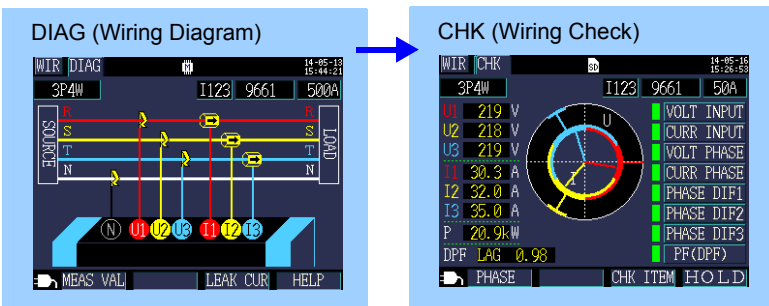 DIAG (Wiring Diagram)
WIR DIAG M 14-05-13
15:44:21
3P4W I123 9661 500A
R R
S S
T T
N N
SOURCE LOAD
N U1 U2 U3 I1 I2 I3
MEAS VAL LEAK CUR HELP
CHK (Wiring Check)
WIR CHK SD 14-05-16
15:26:53
3P4W I123 9661 50A
U1 219 V U VOLT INPUT
U2 218 V CURR INPUT
U3 219 V VOLT PHASE
I1 30.3 A I CURR PHASE
I2 32.0 A PHASE DIF1
I3 35.0 A PHASE DIF2
P 20.9kW PHASE DIF3
DPF LAG 0.98 PF(DPF)
PHASE CHK ITEM HOLD